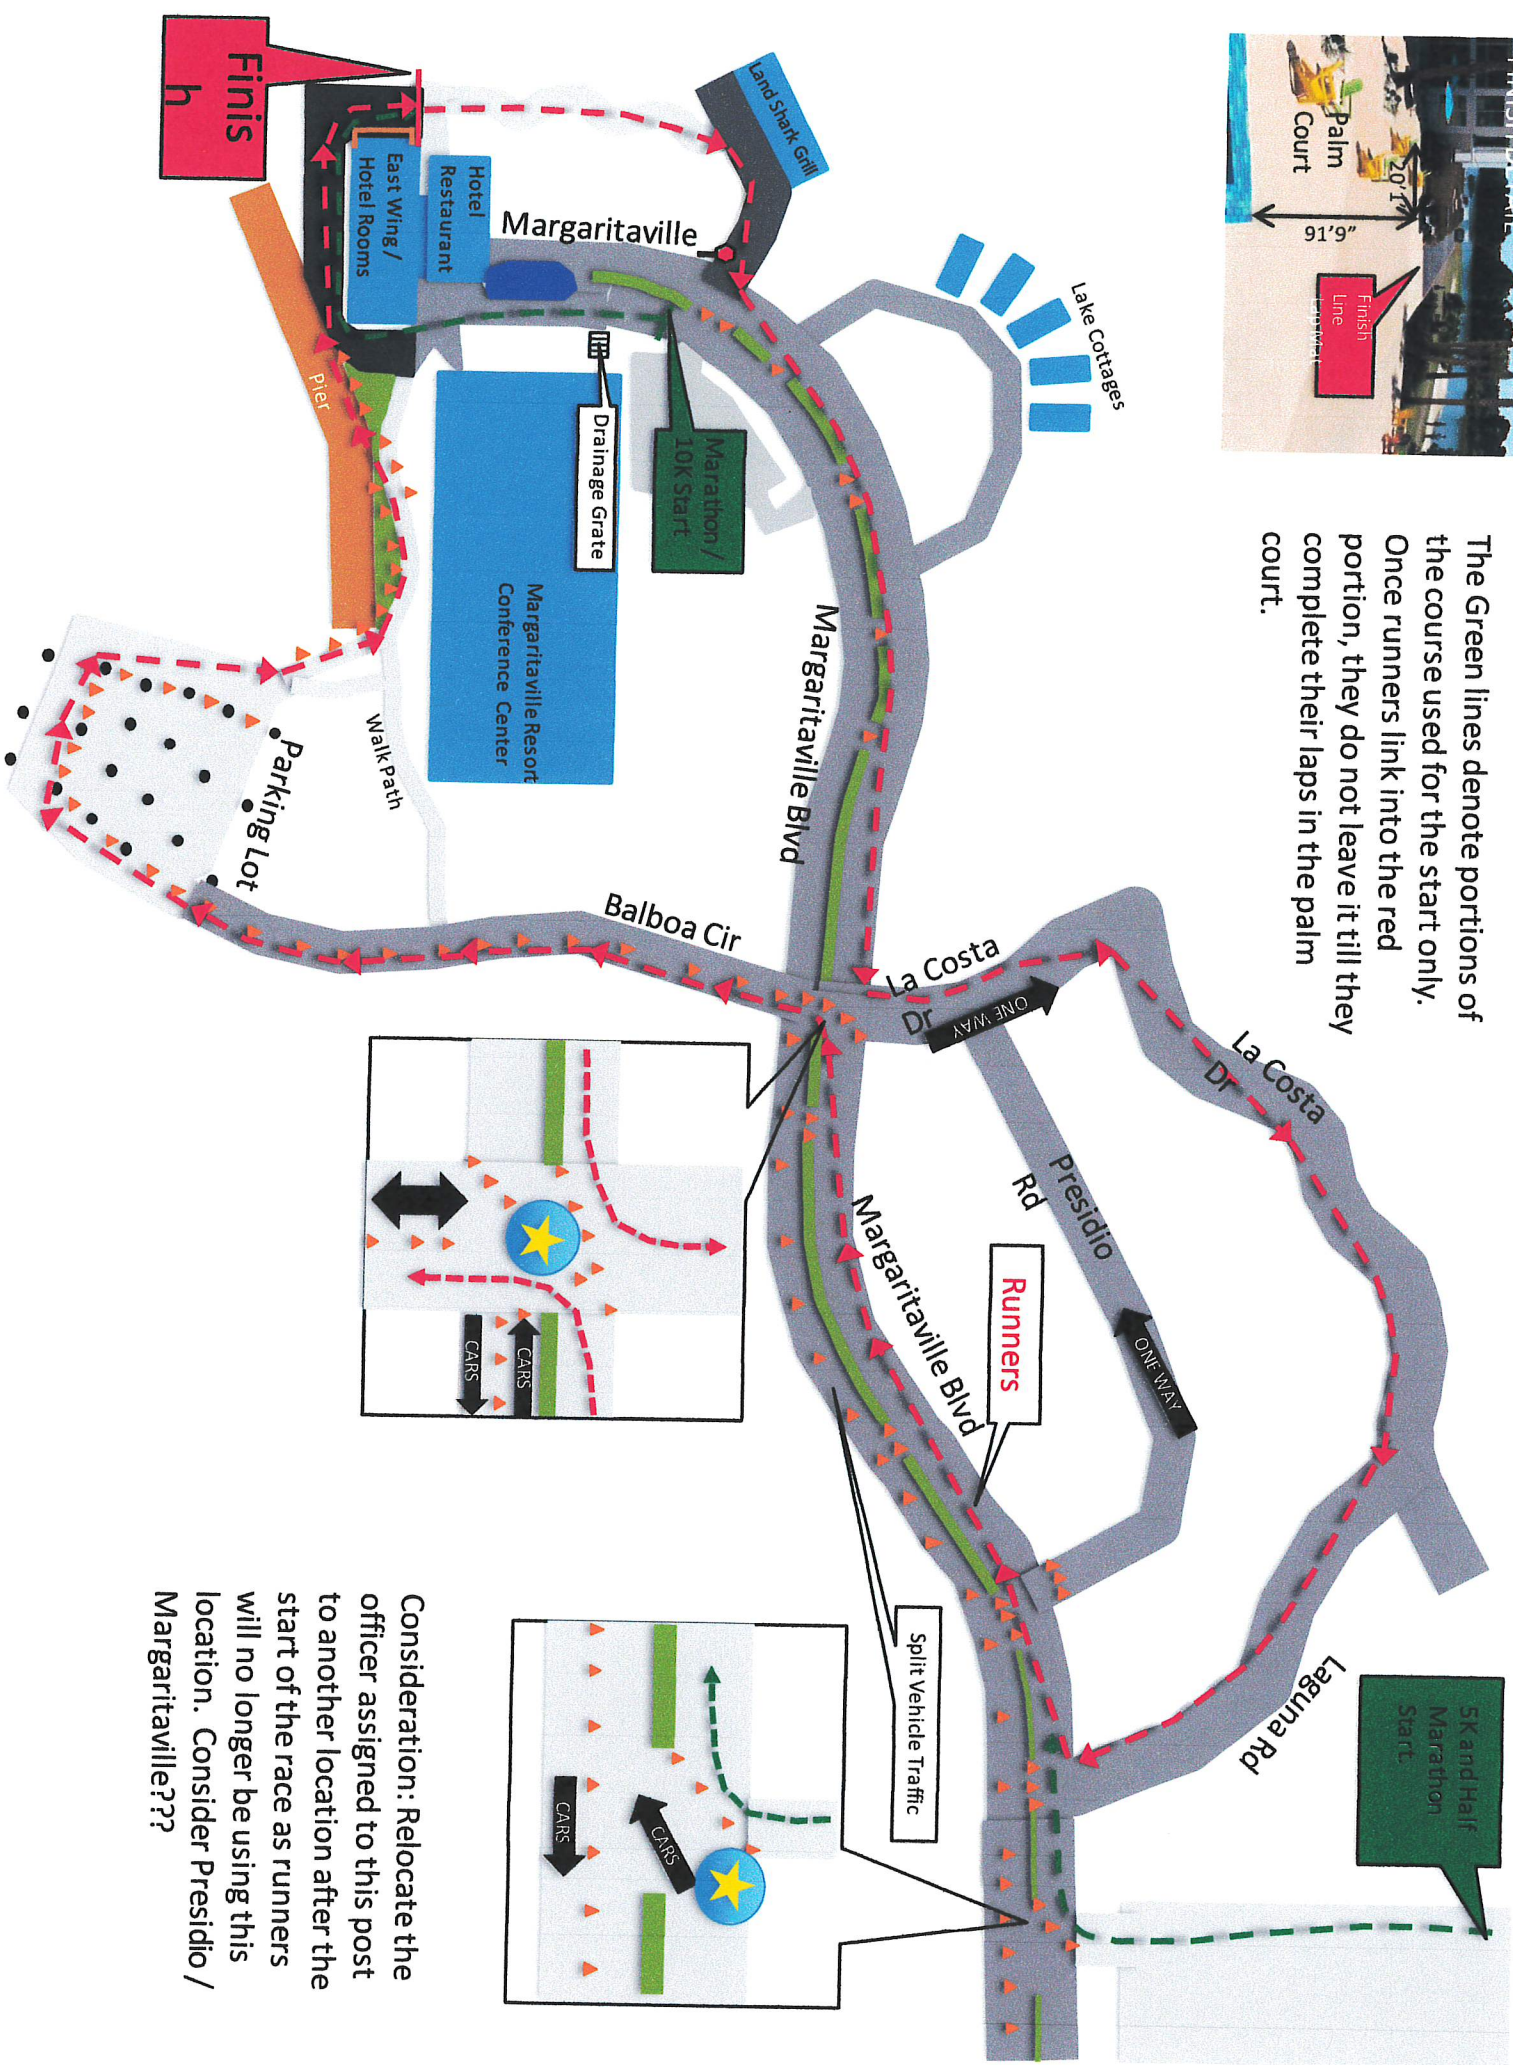 FINISH PLAZA LINE
Palm
Court
20'1"
91'9"
Finish
Line
Lap Mat
The Green lines denote portions of
the course used for the start only.
Once runners link into the red
portion, they do not leave it till they
complete their laps in the palm
court.
5K and Half
Marathon
Start.
Land Shark Grill
Lake Cottages
La Costa
Dr
Laguna Rd
La Costa
Dr
ONE WAY
Presidio
Rd
ONE WAY
Runners
Margaritaville
Margaritaville Blvd
Margaritaville Blvd
Split Vehicle Traffic
Marathon /
10K Start
Drainage Grate
Hotel
Restaurant
East Wing /
Hotel Rooms
Finis
h
Margaritaville Resort
Conference Center
Balboa Cir
Pier
Walk Path
Parking Lot
CARS
CARS
CARS
CARS
Consideration: Relocate the
officer assigned to this post
to another location after the
start of the race as runners
will no longer be using this
location. Consider Presidio /
Margaritaville???